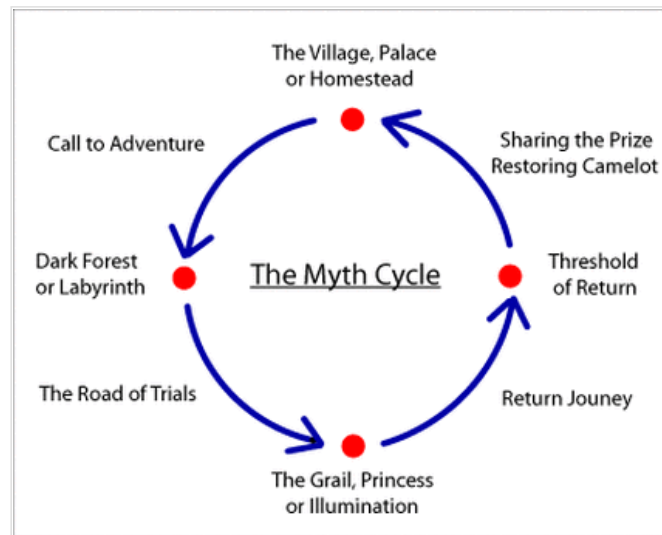 The Village, Palace
or Homestead
Call to Adventure
Sharing the Prize
Restoring Camelot
Dark Forest
or Labyrinth
The Myth Cycle
Threshold
of Return
The Road of Trials
Return Jouney
The Grail, Princess
or Illumination